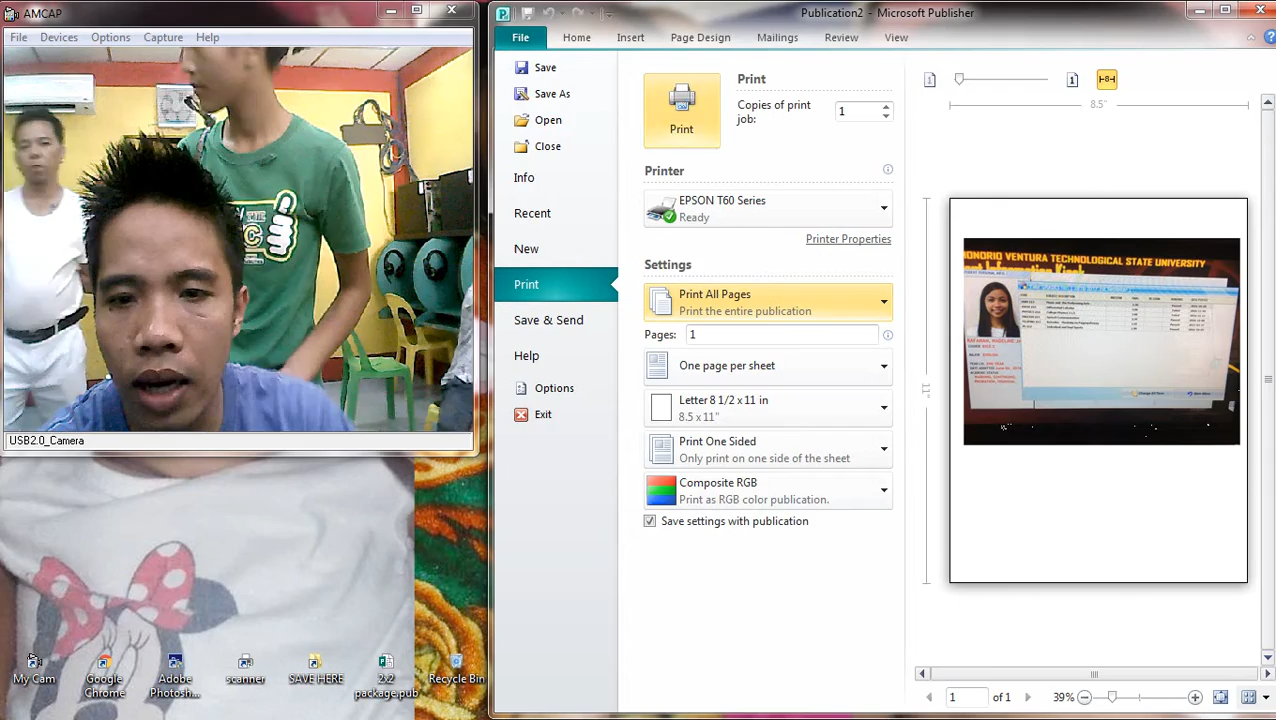 AMCAP
File Devices Options Capture Help
THE
USB2.0_Camera
My Cam
Google Chrome
Adobe Photosh...
scanner
SAVE HERE
2x2 package.pub
Recycle Bin
Publication2 - Microsoft Publisher
File Home Insert Page Design Mailings Review View
Save
Save As
Open
Close
Info
Recent
New
Print
Save & Send
Help
Options
Exit
Print
Print
Copies of print job: 1
Printer
EPSON T60 Series
Ready
Printer Properties
Settings
Print All Pages
Print the entire publication
Pages: 1
One page per sheet
Letter 8 1/2 x 11 in
8.5 x 11"
Print One Sided
Only print on one side of the sheet
Composite RGB
Print as RGB color publication.
Save settings with publication
1
1
8.5"
11"
HONORIO VENTURA TECHNOLOGICAL STATE UNIVERSITY
1 of 1
39%